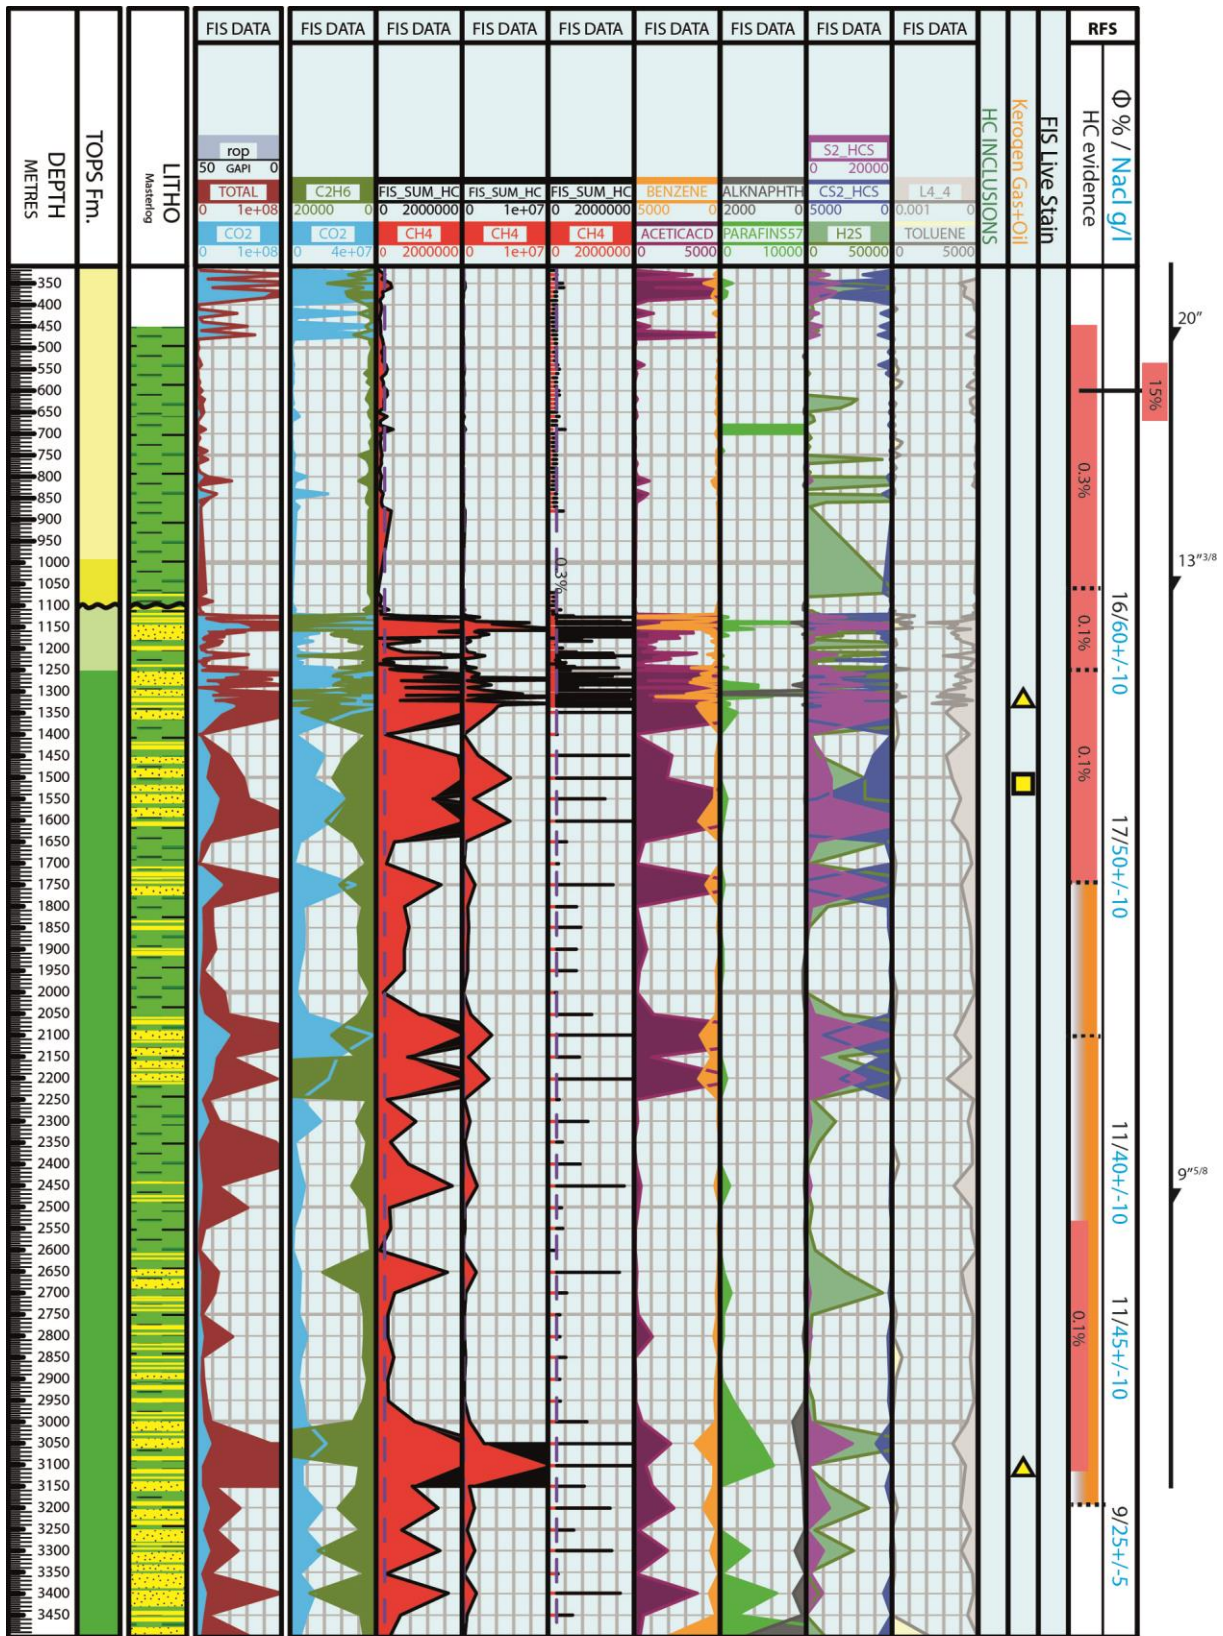 FIS DATA
FIS DATA
FIS DATA
FIS DATA
FIS DATA
FIS DATA
FIS DATA
FIS DATA
FIS DATA
RFS
DEPTH
METRES
TOPS Fm.
LITHO
Masterlog
rop
50 GAPI 0
TOTAL
0 1e+08
CO2
0 1e+08
C2H6
20000 0
CO2
0 4e+07
FIS_SUM_HC
0 2000000
CH4
0 2000000
FIS_SUM_HC
0 1e+07
CH4
0 1e+07
FIS_SUM_HC
0 2000000
CH4
0 2000000
BENZENE
5000 0
ACETICACD
0 5000
ALKNAPHTH
2000 0
PARAFINS57
0 10000
S2_HCS
0 20000
CS2_HCS
5000 0
H2S
0 50000
L4_4
0.001 0
TOLUENE
0 5000
HC INCLUSIONS
Kerogen Gas+Oil
FIS Live Stain
HC evidence
Φ % / Nacl g/l
350
400
450
500
550
600
650
700
750
800
850
900
950
1000
1050
1100
1150
1200
1250
1300
1350
1400
1450
1500
1550
1600
1650
1700
1750
1800
1850
1900
1950
2000
2050
2100
2150
2200
2250
2300
2350
2400
2450
2500
2550
2600
2650
2700
2750
2800
2850
2900
2950
3000
3050
3100
3150
3200
3250
3300
3350
3400
3450
0.3%
0.3%
0.1%
0.1%
0.1%
16/60+/-10
17/50+/-10
11/40+/-10
11/45+/-10
9/25+/-5
15%
20"
13"3/8
9"5/8